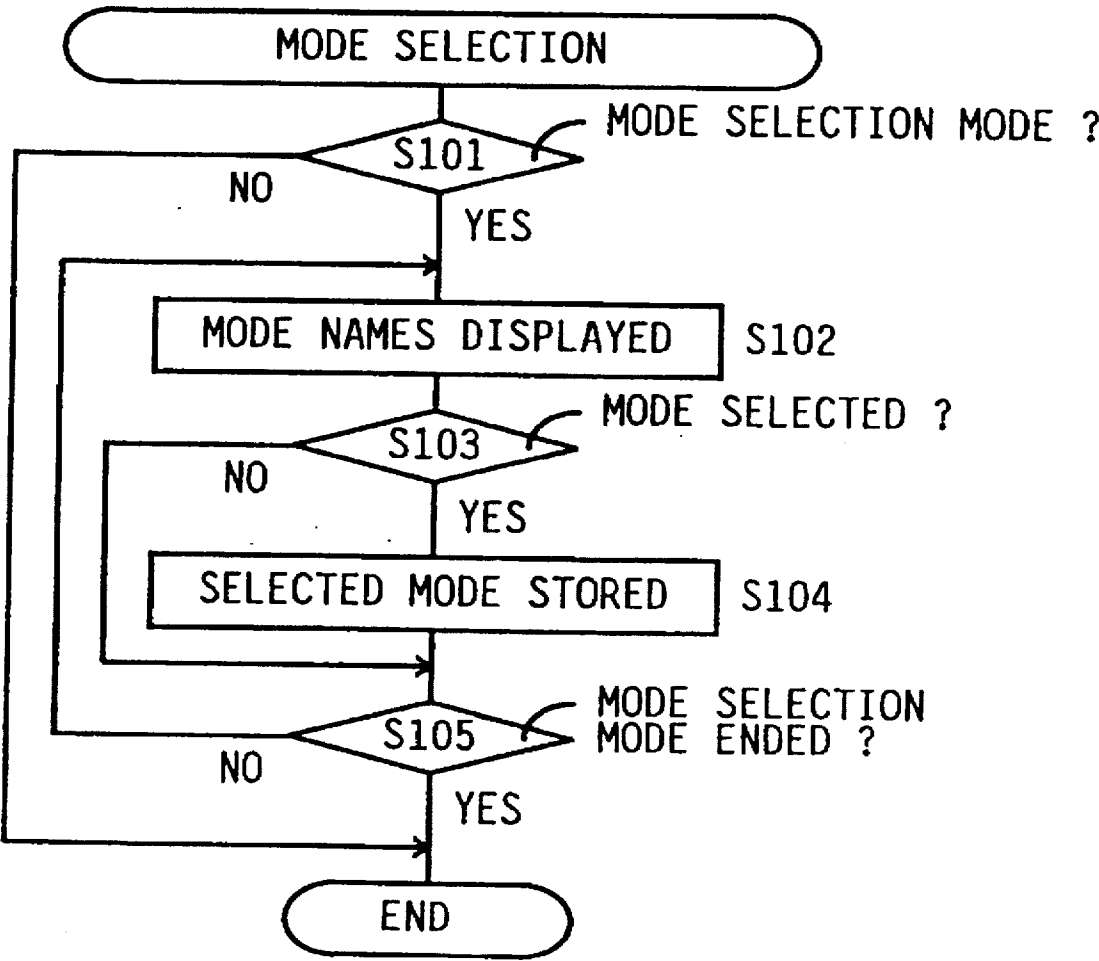 MODE SELECTION
MODE SELECTION MODE ?
S101
NO
YES
MODE NAMES DISPLAYED
S102
MODE SELECTED ?
S103
NO
YES
SELECTED MODE STORED
S104
MODE SELECTION
MODE ENDED ?
S105
NO
YES
END